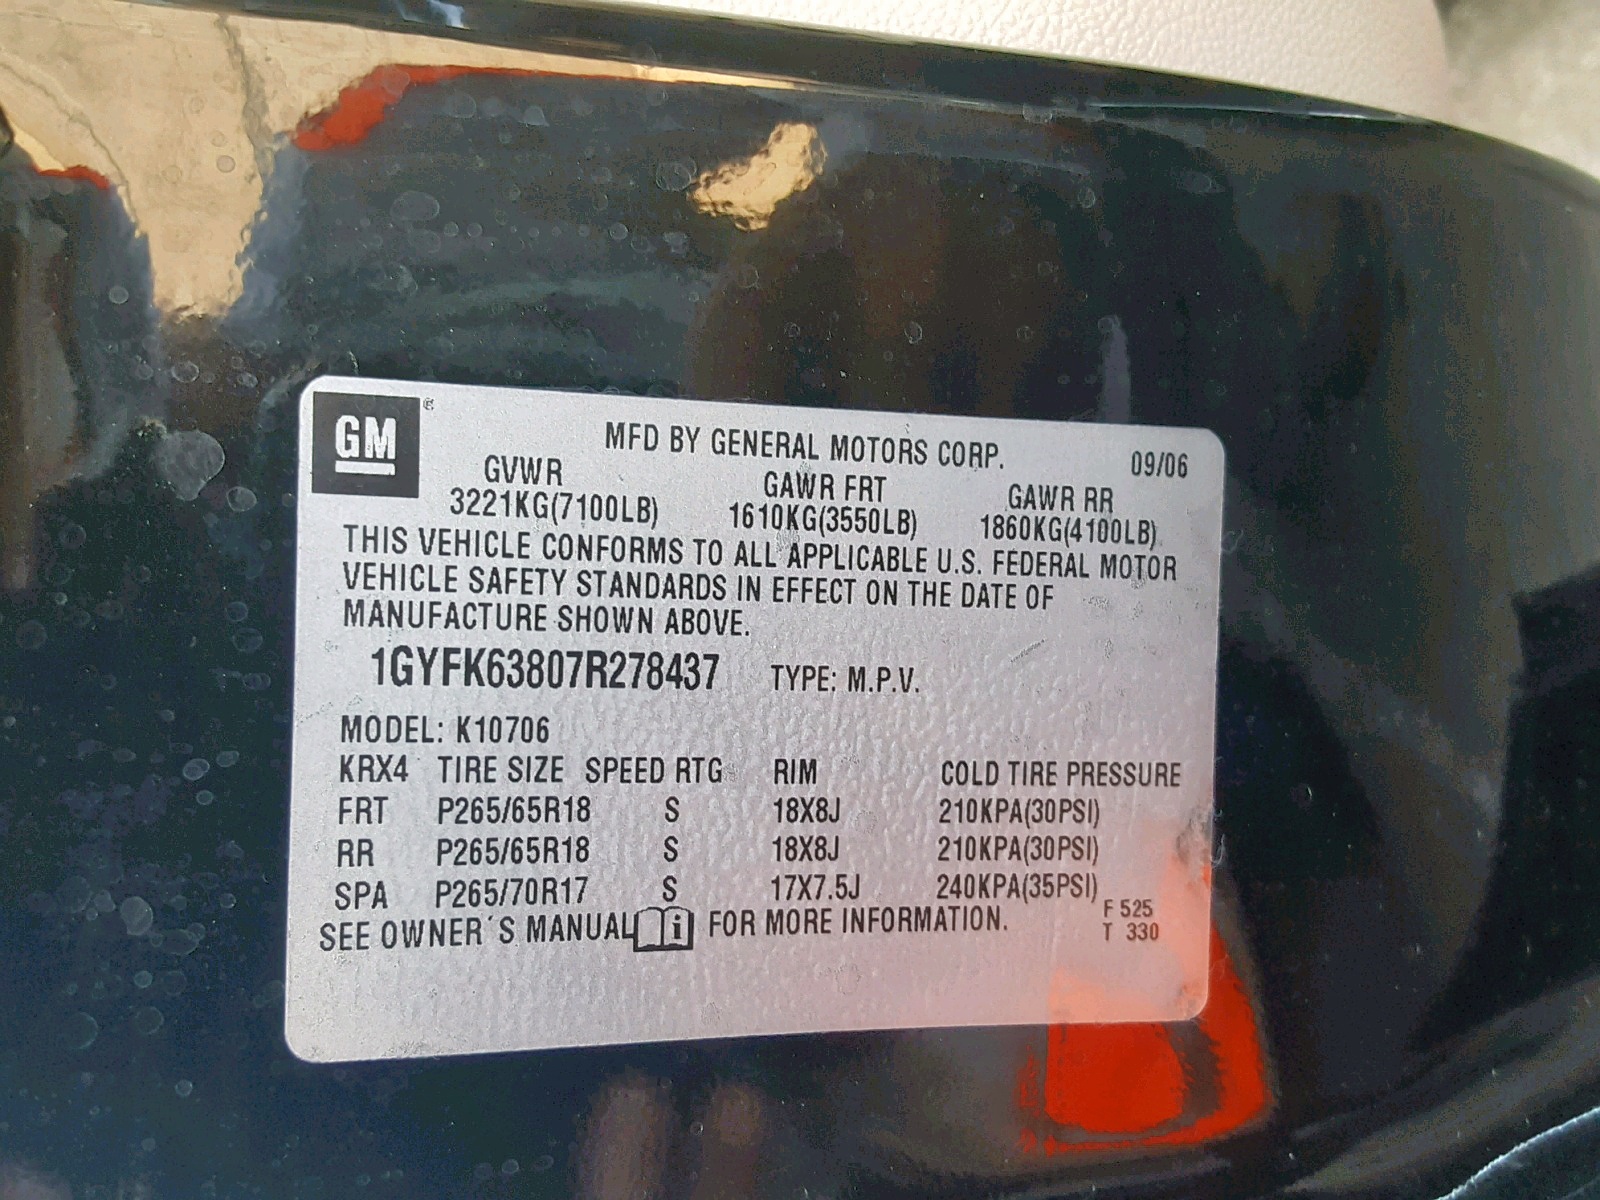 GM
MFD BY GENERAL MOTORS CORP. 09/06
GVWR GAWR FRT GAWR RR
3221KG(7100LB) 1610KG(3550LB) 1860KG(4100LB)
THIS VEHICLE CONFORMS TO ALL APPLICABLE U.S. FEDERAL MOTOR
VEHICLE SAFETY STANDARDS IN EFFECT ON THE DATE OF
MANUFACTURE SHOWN ABOVE.
1GYFK63807R278437 TYPE: M.P.V.
MODEL: K10706
KRX4 TIRE SIZE SPEED RTG RIM COLD TIRE PRESSURE
FRT P265/65R18 S 18X8J 210KPA(30PSI)
RR P265/65R18 S 18X8J 210KPA(30PSI)
SPA P265/70R17 S 17X7.5J 240KPA(35PSI)
SEE OWNER´S MANUAL i FOR MORE INFORMATION.
F 525
T 330